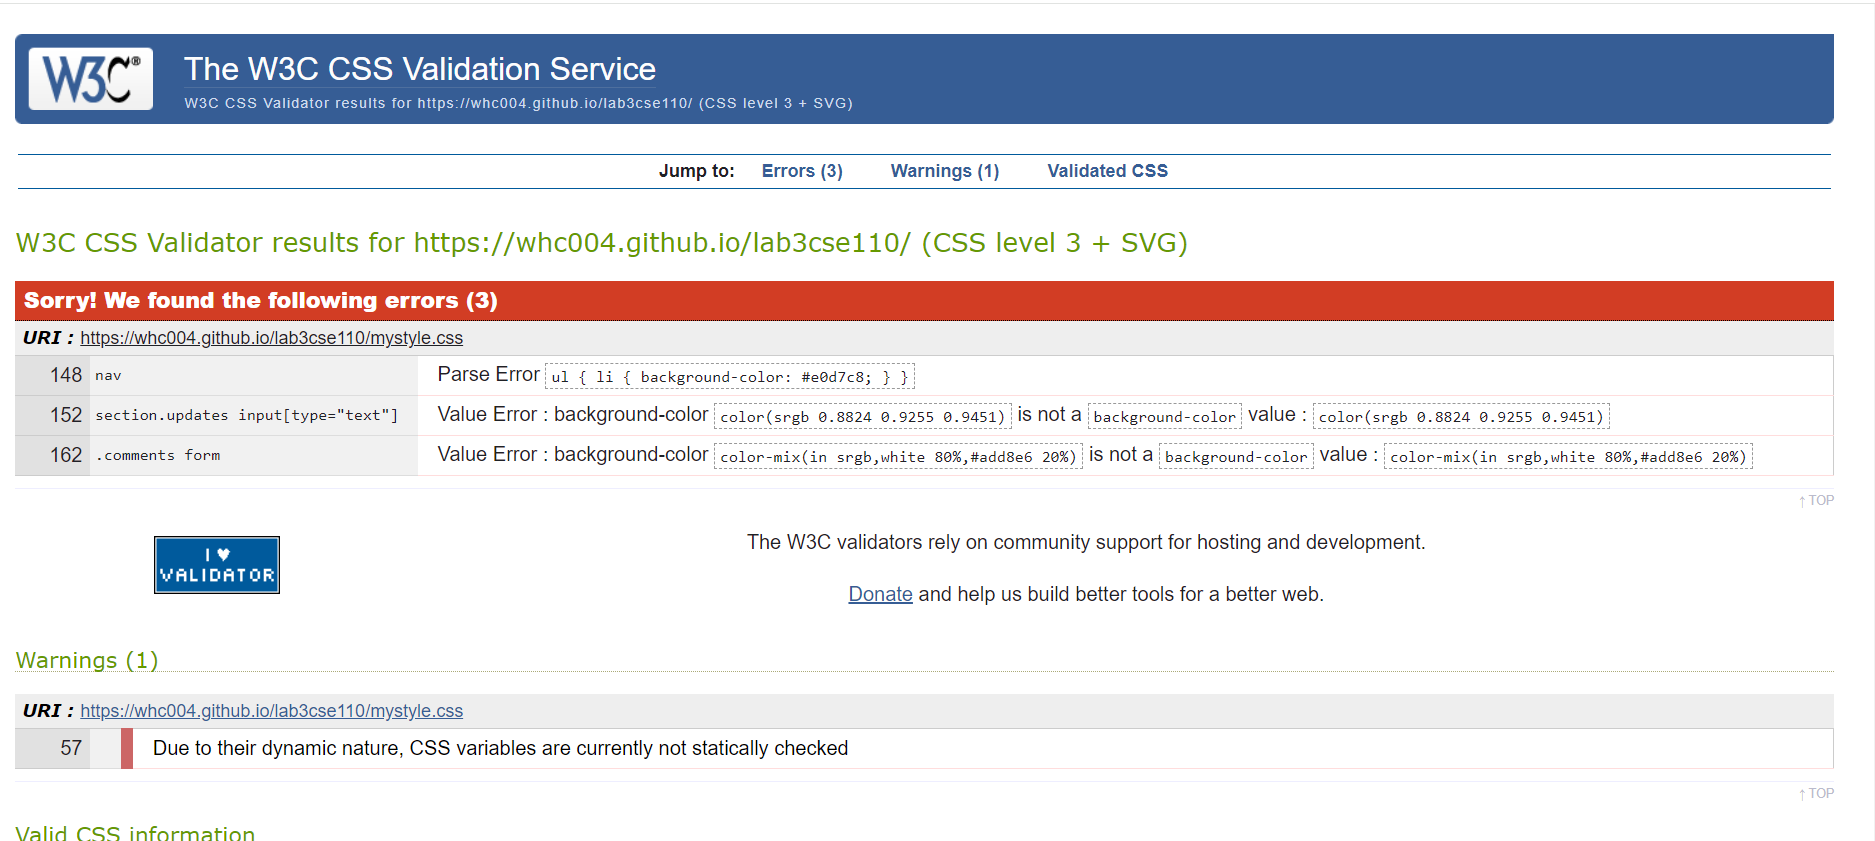 W3C®
The W3C CSS Validation Service
W3C CSS Validator results for https://whc004.github.io/lab3cse110/ (CSS level 3 + SVG)
Jump to: Errors (3) Warnings (1) Validated CSS
W3C CSS Validator results for https://whc004.github.io/lab3cse110/ (CSS level 3 + SVG)
Sorry! We found the following errors (3)
URI : https://whc004.github.io/lab3cse110/mystyle.css
148 nav Parse Error ul { li { background-color: #e0d7c8; } }
152 section.updates input[type="text"] Value Error : background-color color(srgb 0.8824 0.9255 0.9451) is not a background-color value : color(srgb 0.8824 0.9255 0.9451)
162 .comments form Value Error : background-color color-mix(in srgb,white 80%,#add8e6 20%) is not a background-color value : color-mix(in srgb,white 80%,#add8e6 20%)
↑ TOP
I ♥
VALIDATOR
The W3C validators rely on community support for hosting and development.
Donate and help us build better tools for a better web.
Warnings (1)
URI : https://whc004.github.io/lab3cse110/mystyle.css
57 Due to their dynamic nature, CSS variables are currently not statically checked
↑ TOP
Valid CSS information